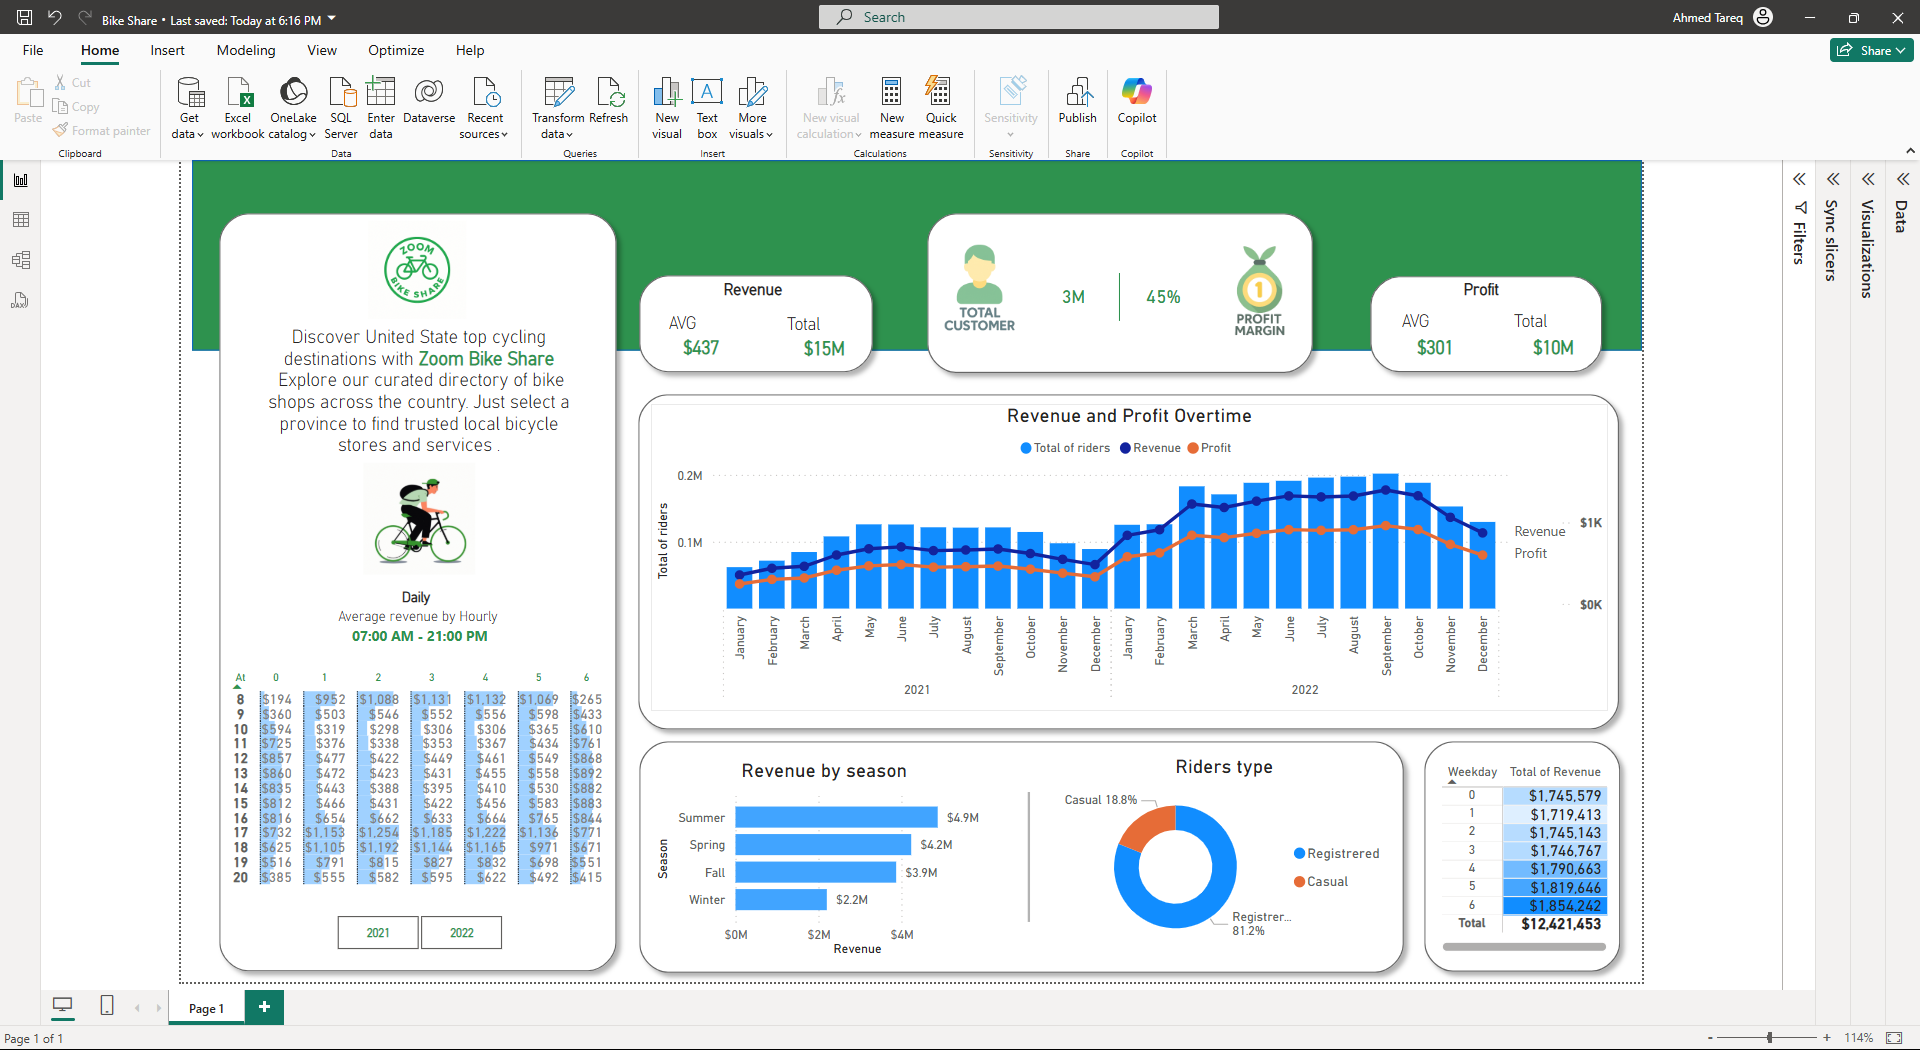 Bike Share • Last saved: Today at 6:16 PM
Search
Ahmed Tareq
File Home Insert Modeling View Optimize Help
Share
Paste
Cut
Copy
Format painter
Clipboard
Get data
Excel workbook
OneLake catalog
SQL Server
Enter data
Dataverse
Recent sources
Data
Transform data
Refresh
Queries
New visual
Text box
More visuals
Insert
New visual calculation
New measure
Quick measure
Calculations
Sensitivity
Sensitivity
Publish
Share
Copilot
Copilot
DAX
ZOOM
BIKE SHARE
Discover United State top cycling
destinations with Zoom Bike Share
Explore our curated directory of bike
shops across the country. Just select a
province to find trusted local bicycle
stores and services .
Daily
Average revenue by Hourly
07:00 AM - 21:00 PM
At 0 1 2 3 4 5 6
8 $194 $952 $1,088 $1,131 $1,132 $1,069 $265
9 $360 $503 $546 $552 $556 $598 $433
10 $594 $319 $298 $306 $306 $365 $610
11 $725 $376 $338 $353 $367 $434 $761
12 $857 $477 $422 $449 $461 $549 $868
13 $860 $472 $423 $431 $455 $558 $892
14 $835 $443 $388 $395 $410 $530 $882
15 $812 $466 $431 $422 $456 $583 $883
16 $816 $654 $662 $633 $664 $765 $844
17 $732 $1,153 $1,254 $1,185 $1,222 $1,136 $771
18 $625 $1,105 $1,192 $1,144 $1,165 $971 $671
19 $516 $791 $815 $827 $832 $698 $551
20 $385 $555 $582 $595 $622 $492 $415
2021 2022
Revenue
AVG Total
$437 $15M
TOTAL
CUSTOMER
3M
45%
1
PROFIT
MARGIN
Profit
AVG Total
$301 $10M
Revenue and Profit Overtime
Total of riders Revenue Profit
Total of riders
0.2M
0.1M
$1K
$0K
Revenue
Profit
January February March April May June July August September October November December January February March April May June July August September October November December
2021 2022
Revenue by season
Season
Summer $4.9M
Spring $4.2M
Fall $3.9M
Winter $2.2M
$0M $2M $4M
Revenue
Riders type
Casual 18.8%
Registrer...
81.2%
Registrered
Casual
Weekday Total of Revenue
0 $1,745,579
1 $1,719,413
2 $1,745,143
3 $1,746,767
4 $1,790,663
5 $1,819,646
6 $1,854,242
Total $12,421,453
Filters
Sync slicers
Visualizations
Data
Page 1
+
Page 1 of 1
- + 114%